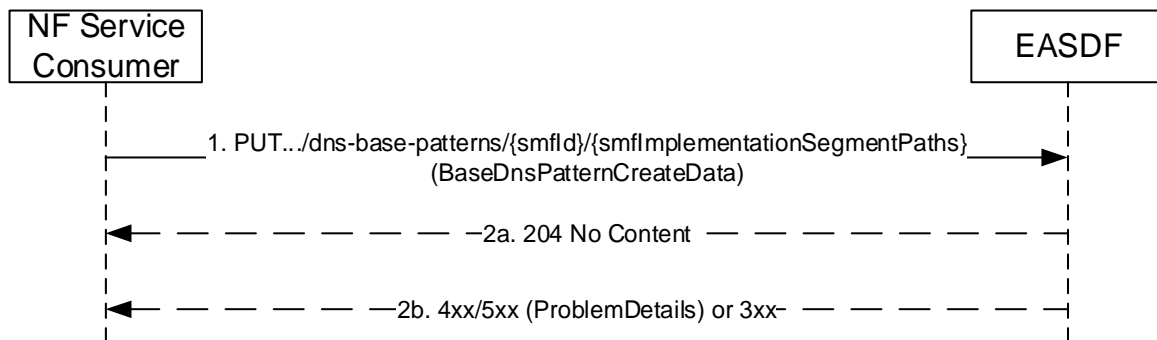 NF Service
Consumer
EASDF
1. PUT.../dns-base-patterns/{smfId}/{smfImplementationSegmentPaths}
(BaseDnsPatternCreateData)
2a. 204 No Content
2b. 4xx/5xx (ProblemDetails) or 3xx